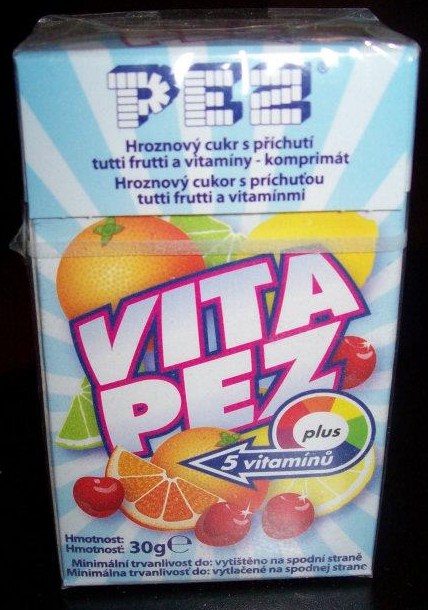 PEZ®
Hroznový cukr s příchutí
tutti frutti a vitamíny - komprimát
Hroznový cukor s príchuťou
tutti frutti a vitamínmi
VITA
PEZ
plus
5 vitamínů
Hmotnost:
Hmotnosť: 30g℮
Minimální trvanlivost do: vytištěno na spodní straně
Minimálna trvanlivosť do: vytlačené na spodnej strane